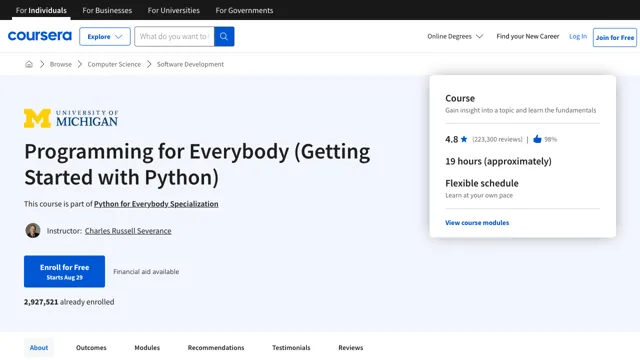 For Individuals For Businesses For Universities For Governments
coursera Explore What do you want to Online Degrees Find your New Career Log In Join for Free
Browse Computer Science Software Development
UNIVERSITY OF
MICHIGAN
Programming for Everybody (Getting
Started with Python)
This course is part of Python for Everybody Specialization
Instructor: Charles Russell Severance
Enroll for Free
Starts Aug 29
Financial aid available
2,927,521 already enrolled
Course
Gain insight into a topic and learn the fundamentals
4.8 (223,300 reviews) | 98%
19 hours (approximately)
Flexible schedule
Learn at your own pace
View course modules
About Outcomes Modules Recommendations Testimonials Reviews